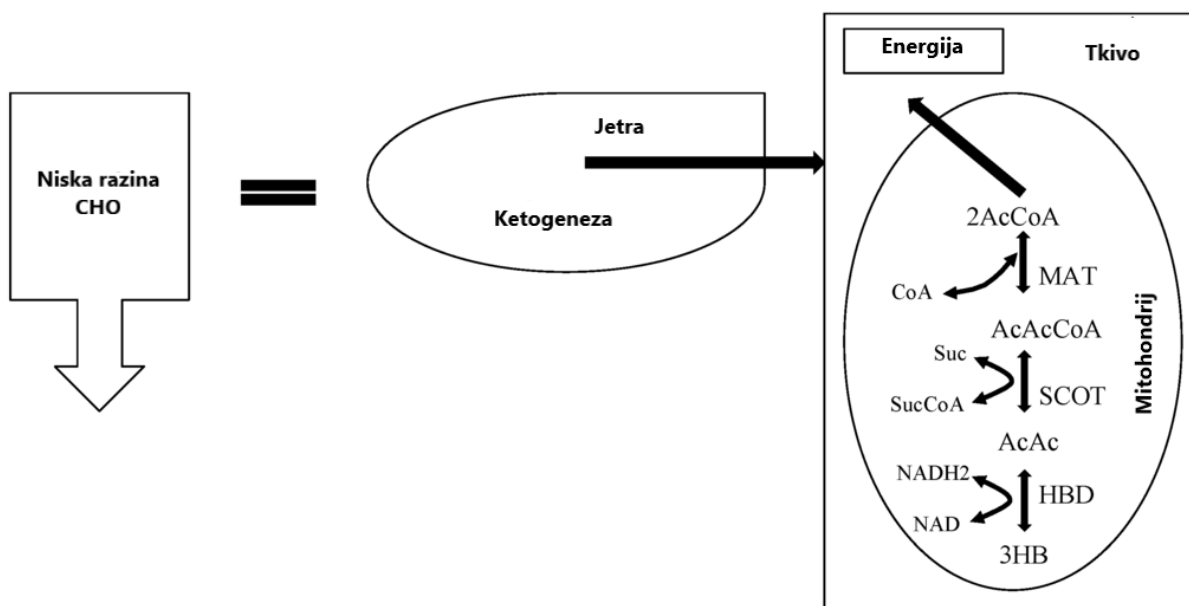 Niska razina
CHO
Jetra
Ketogeneza
Energija
Tkivo
2AcCoA
CoA
MAT
AcAcCoA
Suc
SucCoA
SCOT
AcAc
NADH2
NAD
HBD
3HB
Mitohondrij